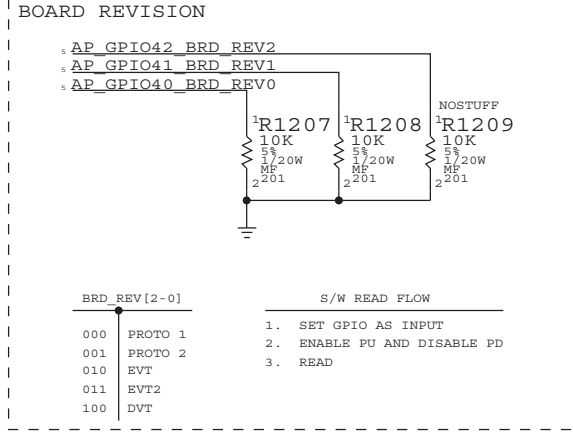 BOARD REVISION
5 AP_GPIO42_BRD_REV2
5 AP_GPIO41_BRD_REV1
5 AP_GPIO40_BRD_REV0
NOSTUFF
1 R1207 1 R1208 1 R1209
10K 10K 10K
5% 5% 5%
1/20W 1/20W 1/20W
MF MF MF
2 201 2 201 2 201
BRD_REV[2-0]
000 PROTO 1
001 PROTO 2
010 EVT
011 EVT2
100 DVT
S/W READ FLOW
1. SET GPIO AS INPUT
2. ENABLE PU AND DISABLE PD
3. READ